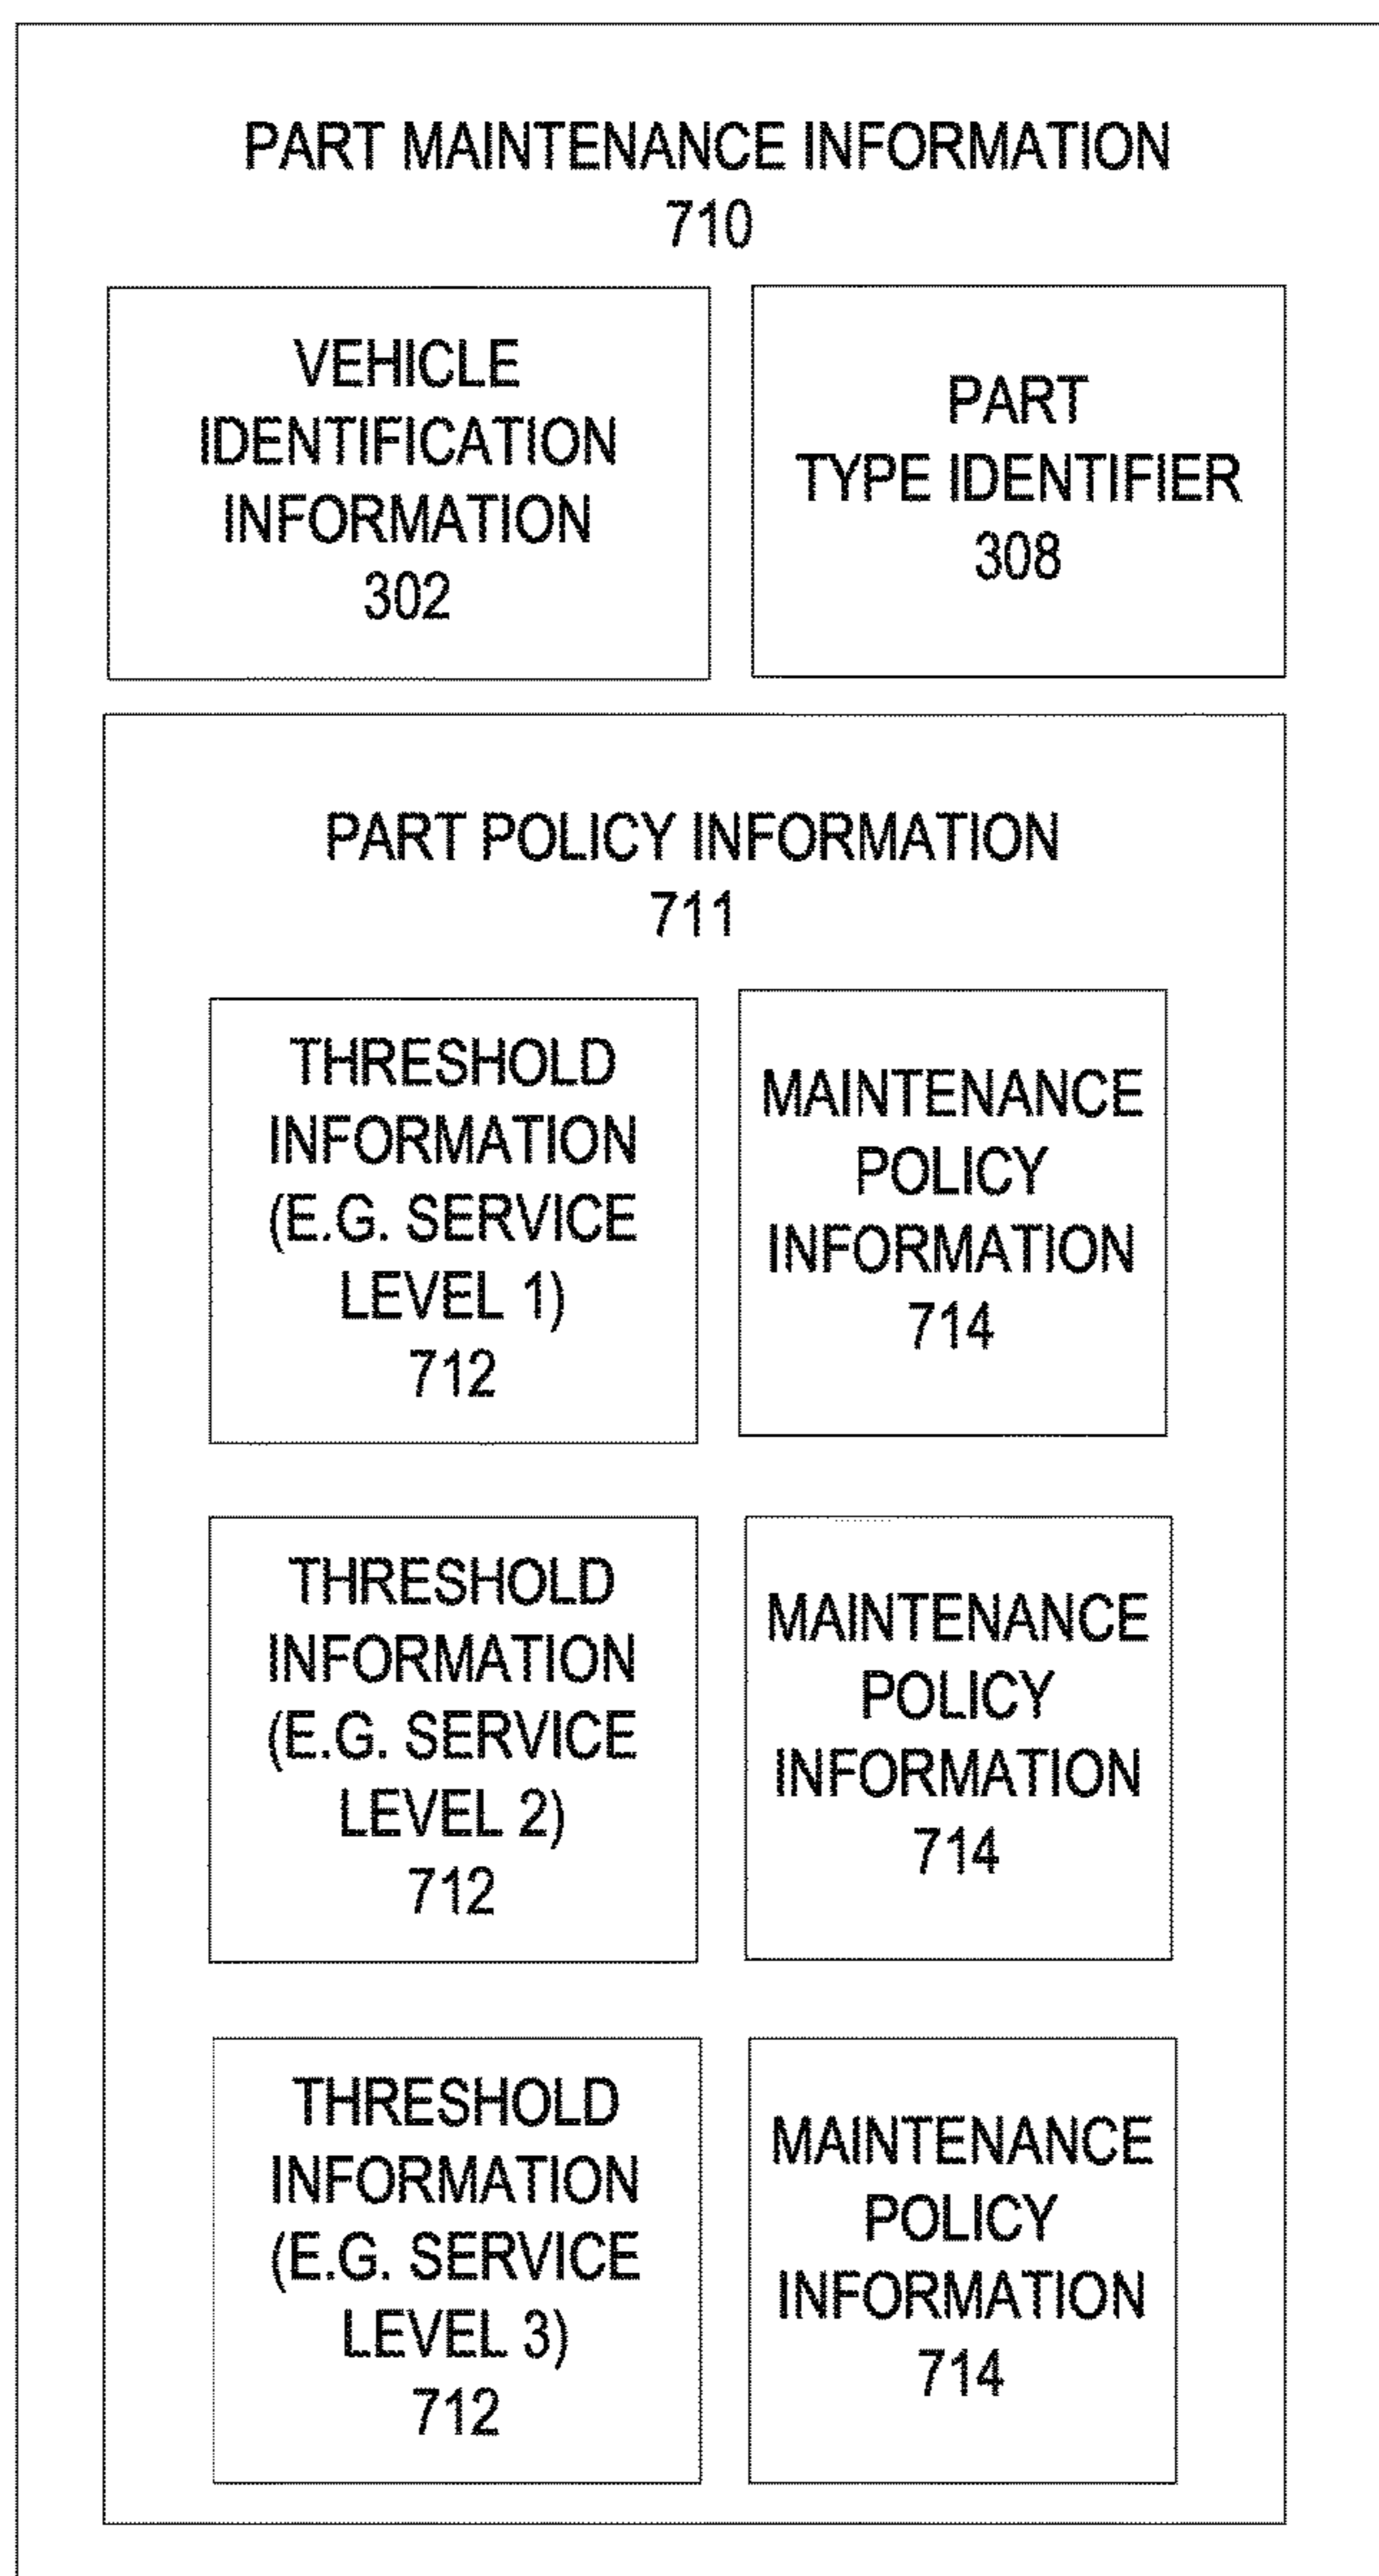 PART MAINTENANCE INFORMATION
710
VEHICLE
IDENTIFICATION
INFORMATION
302
PART
TYPE IDENTIFIER
308
PART POLICY INFORMATION
711
THRESHOLD
INFORMATION
(E.G. SERVICE
LEVEL 1)
712
MAINTENANCE
POLICY
INFORMATION
714
THRESHOLD
INFORMATION
(E.G. SERVICE
LEVEL 2)
712
MAINTENANCE
POLICY
INFORMATION
714
THRESHOLD
INFORMATION
(E.G. SERVICE
LEVEL 3)
712
MAINTENANCE
POLICY
INFORMATION
714